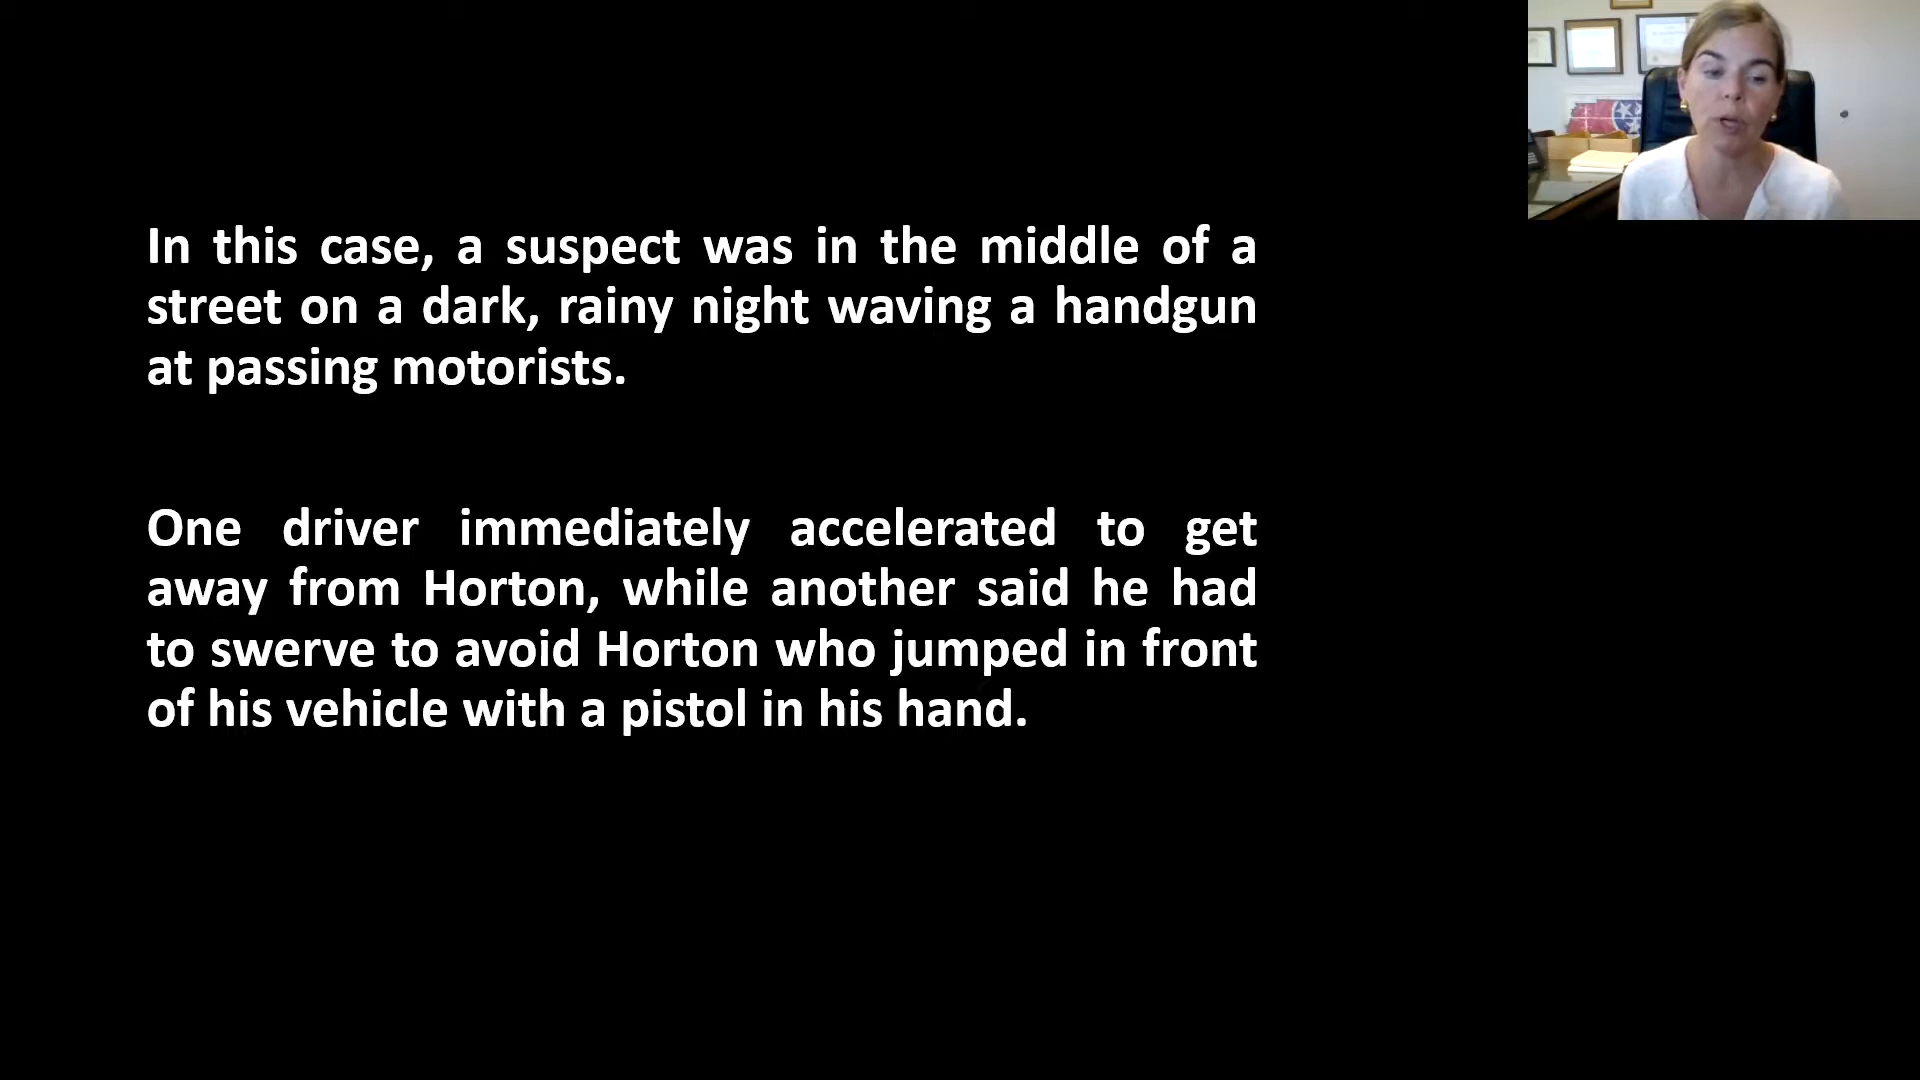 In this case, a suspect was in the middle of a
street on a dark, rainy night waving a handgun
at passing motorists.
One driver immediately accelerated to get
away from Horton, while another said he had
to swerve to avoid Horton who jumped in front
of his vehicle with a pistol in his hand.